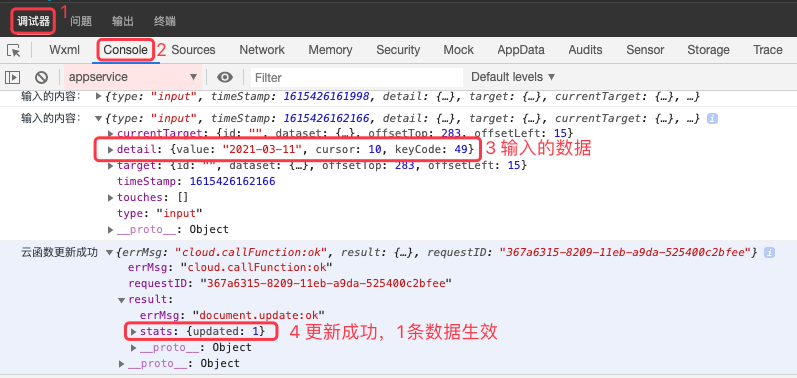 调试器 1 问题 输出 终端
Wxml Console 2 Sources Network Memory Security Mock AppData Audits Sensor Storage Trace
appservice Filter Default levels
输入的内容: {type: "input", timeStamp: 1615426161998, detail: {…}, target: {…}, currentTarget: {…}, …}
输入的内容: {type: "input", timeStamp: 1615426162166, detail: {…}, target: {…}, currentTarget: {…}, …}
currentTarget: {id: "", dataset: {…}, offsetTop: 283, offsetLeft: 15}
detail: {value: "2021-03-11", cursor: 10, keyCode: 49} 3 输入的数据
target: {id: "", dataset: {…}, offsetTop: 283, offsetLeft: 15}
timeStamp: 1615426162166
touches: []
type: "input"
__proto__: Object
云函数更新成功 {errMsg: "cloud.callFunction:ok", result: {…}, requestID: "367a6315-8209-11eb-a9da-525400c2bfee"}
errMsg: "cloud.callFunction:ok"
requestID: "367a6315-8209-11eb-a9da-525400c2bfee"
result:
errMsg: "document.update:ok"
stats: {updated: 1} 4 更新成功，1条数据生效
__proto__: Object
__proto__: Object